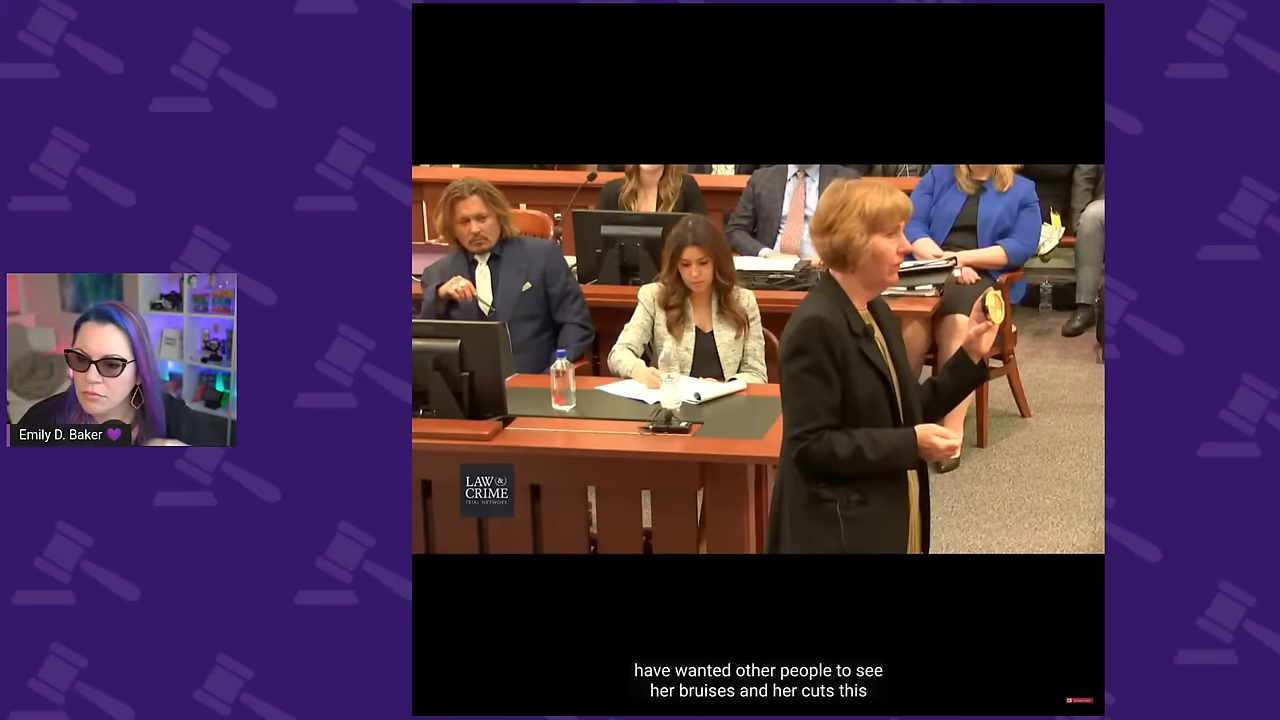 Emily D. Baker 💜
LAW &
CRIME
TRIAL NETWORK
have wanted other people to see
her bruises and her cuts this